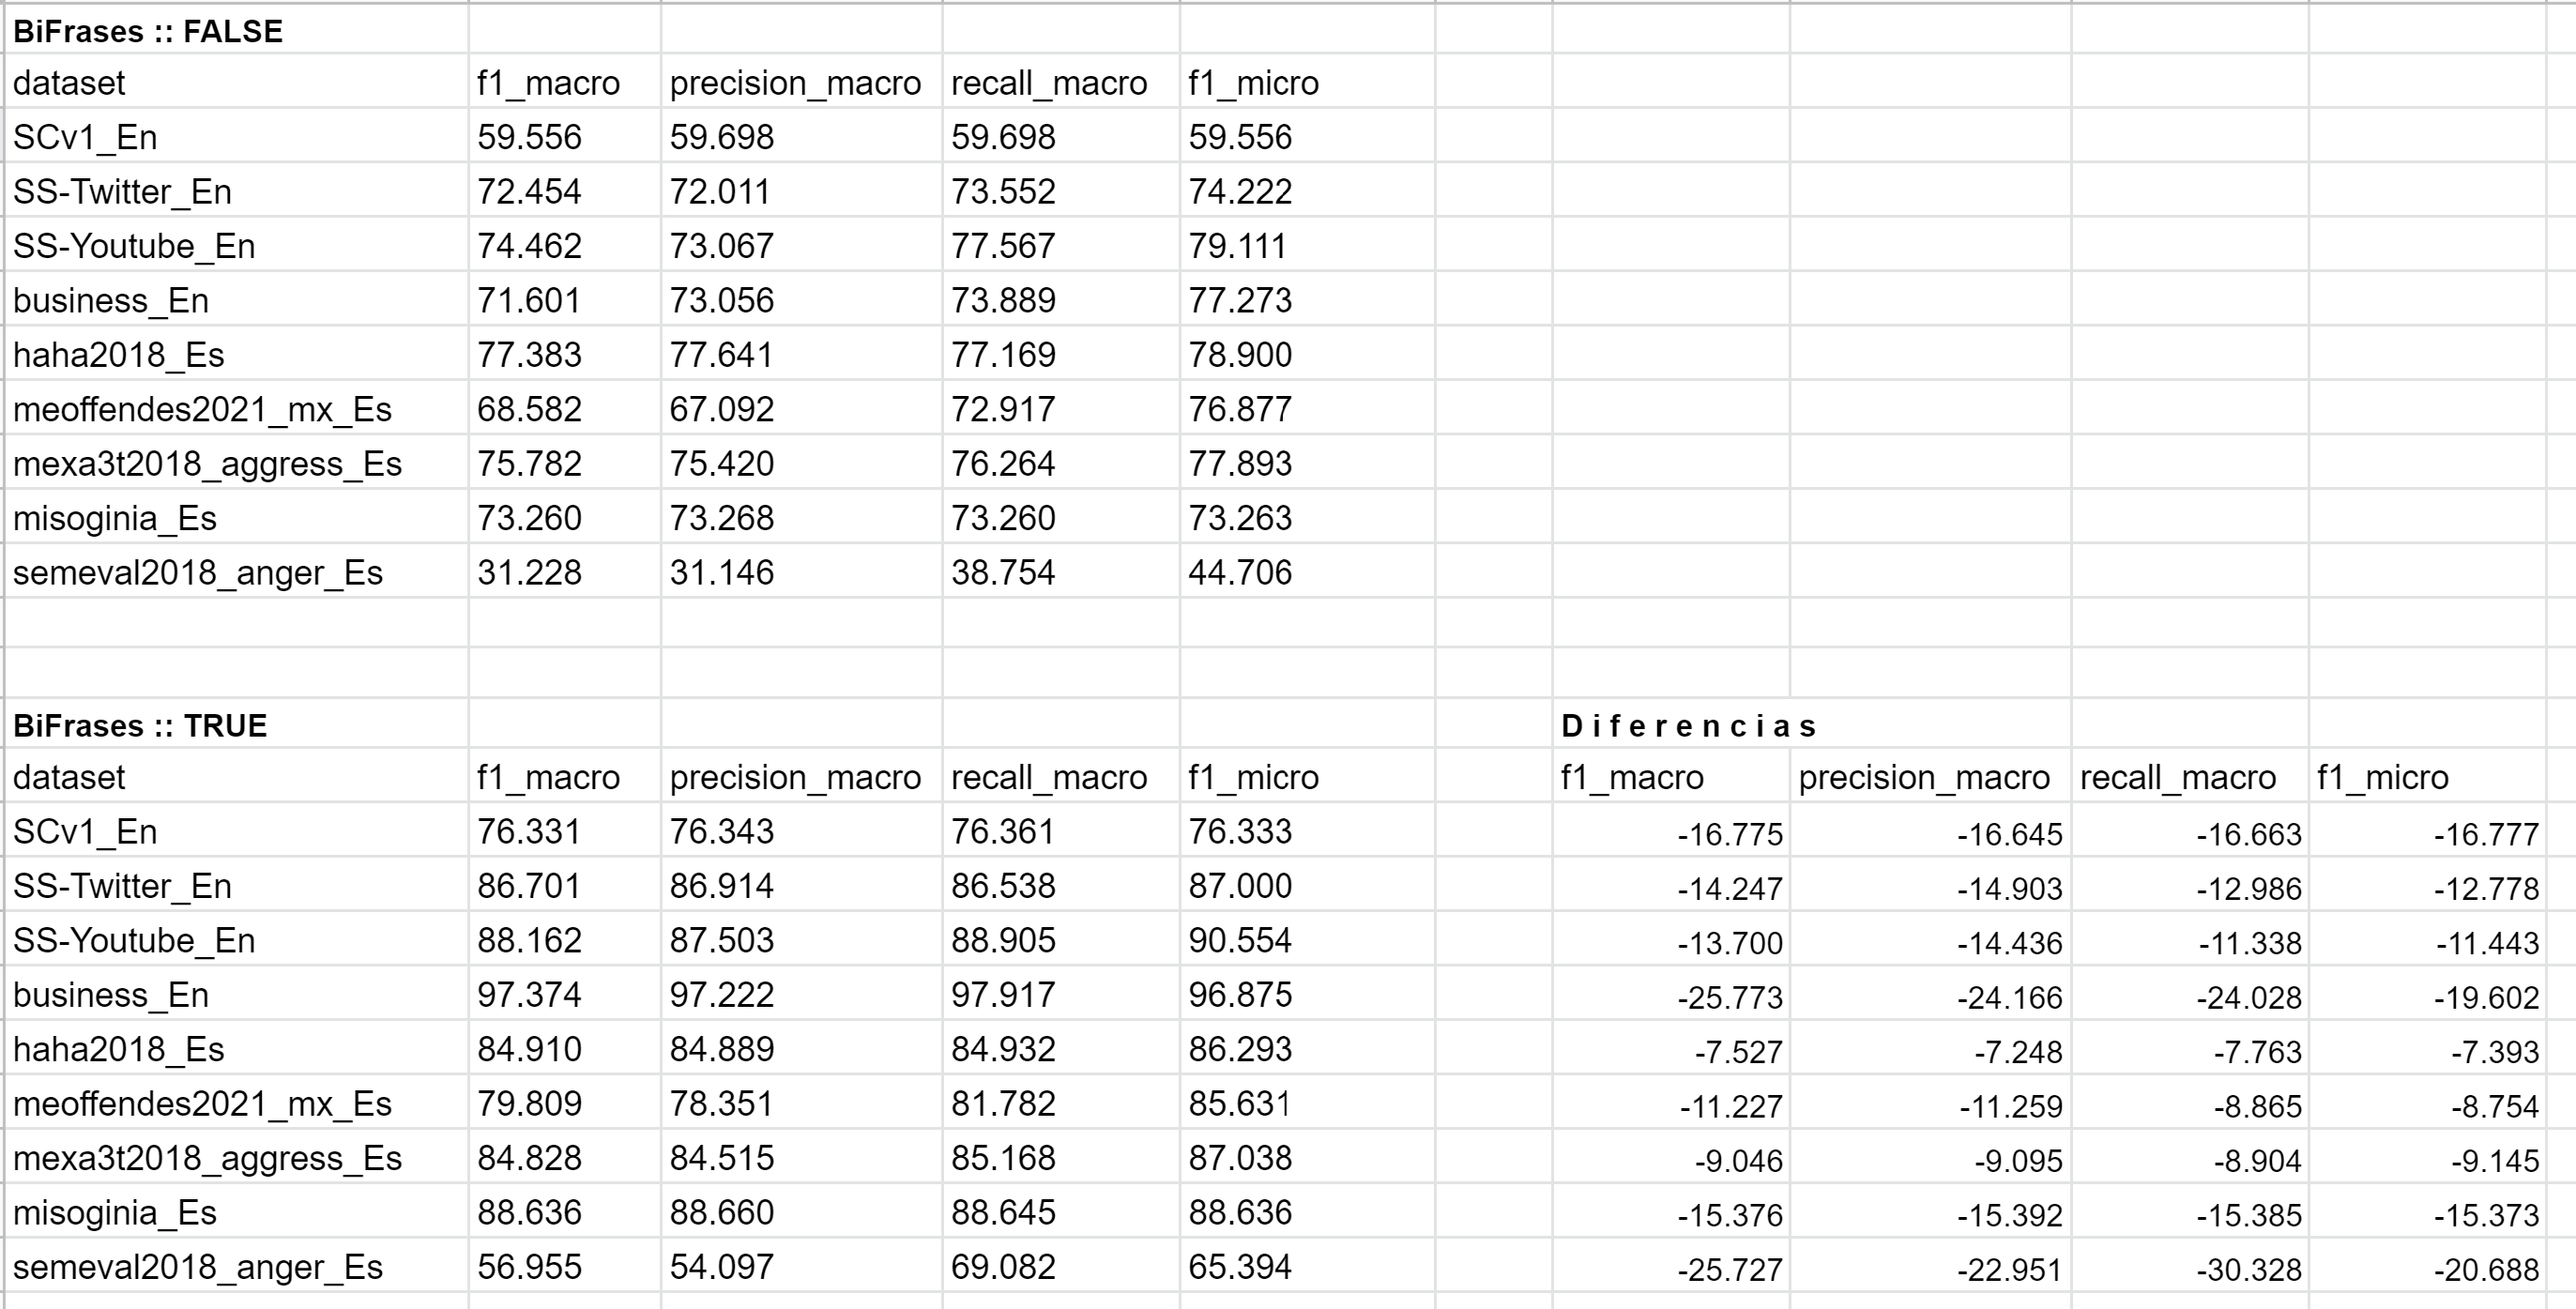 BiFrases :: FALSE
dataset f1_macro precision_macro recall_macro f1_micro
SCv1_En 59.556 59.698 59.698 59.556
SS-Twitter_En 72.454 72.011 73.552 74.222
SS-Youtube_En 74.462 73.067 77.567 79.111
business_En 71.601 73.056 73.889 77.273
haha2018_Es 77.383 77.641 77.169 78.900
meoffendes2021_mx_Es 68.582 67.092 72.917 76.877
mexa3t2018_aggress_Es 75.782 75.420 76.264 77.893
misoginia_Es 73.260 73.268 73.260 73.263
semeval2018_anger_Es 31.228 31.146 38.754 44.706
BiFrases :: TRUE D i f e r e n c i a s
dataset f1_macro precision_macro recall_macro f1_micro f1_macro precision_macro recall_macro f1_micro
SCv1_En 76.331 76.343 76.361 76.333 -16.775 -16.645 -16.663 -16.777
SS-Twitter_En 86.701 86.914 86.538 87.000 -14.247 -14.903 -12.986 -12.778
SS-Youtube_En 88.162 87.503 88.905 90.554 -13.700 -14.436 -11.338 -11.443
business_En 97.374 97.222 97.917 96.875 -25.773 -24.166 -24.028 -19.602
haha2018_Es 84.910 84.889 84.932 86.293 -7.527 -7.248 -7.763 -7.393
meoffendes2021_mx_Es 79.809 78.351 81.782 85.631 -11.227 -11.259 -8.865 -8.754
mexa3t2018_aggress_Es 84.828 84.515 85.168 87.038 -9.046 -9.095 -8.904 -9.145
misoginia_Es 88.636 88.660 88.645 88.636 -15.376 -15.392 -15.385 -15.373
semeval2018_anger_Es 56.955 54.097 69.082 65.394 -25.727 -22.951 -30.328 -20.688